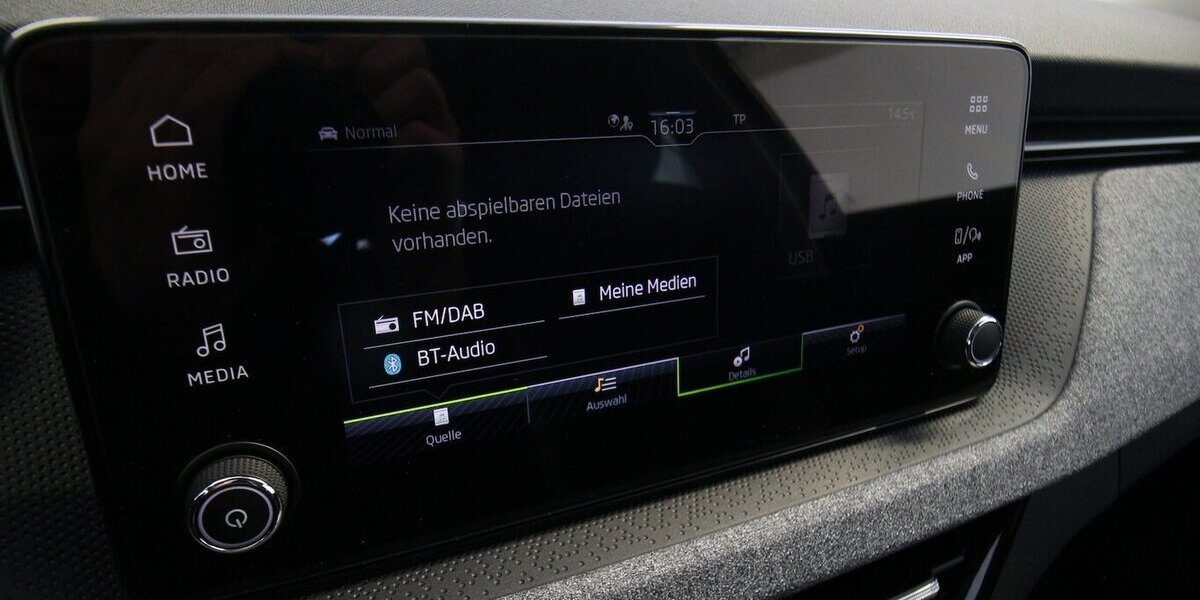 HOME
RADIO
MEDIA
Normal
16:03
TP
14.5°C
Keine abspielbaren Dateien
vorhanden.
USB
FM/DAB
Meine Medien
BT-Audio
Quelle
Auswahl
Details
Setup
MENU
PHONE
APP